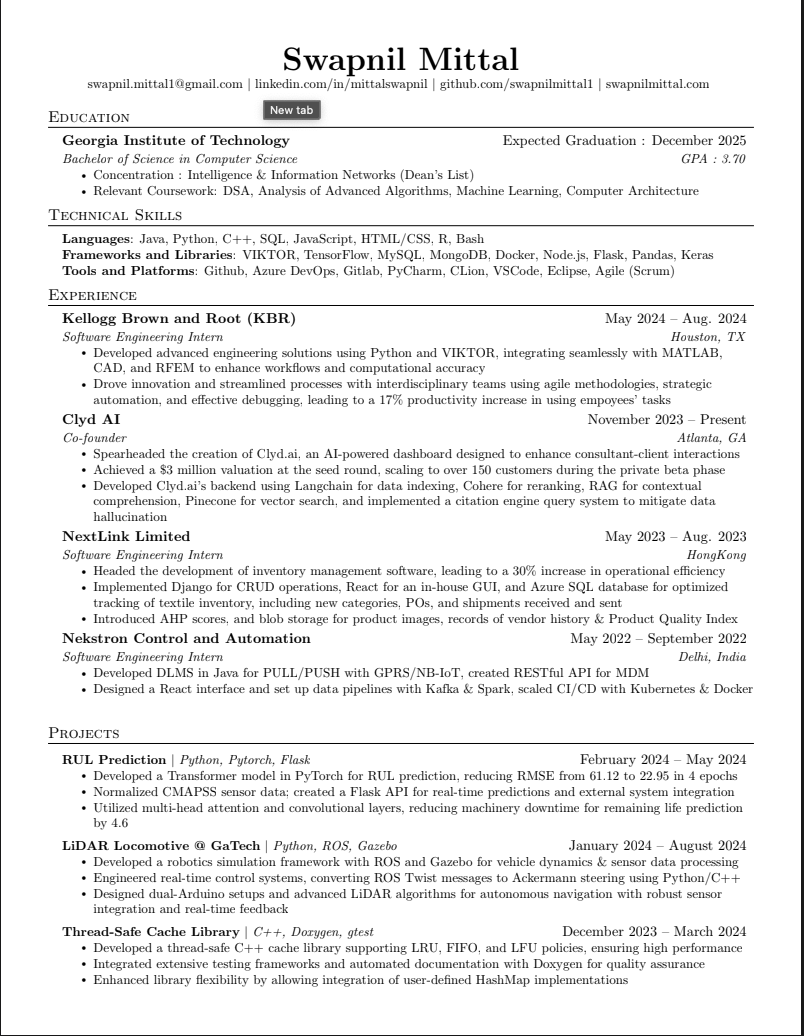 Swapnil Mittal
swapnil.mittal1@gmail.com | linkedin.com/in/mittalswapnil | github.com/swapnilmittal1 | swapnilmittal.com
New tab
Education
Georgia Institute of Technology Expected Graduation : December 2025
Bachelor of Science in Computer Science GPA : 3.70
• Concentration : Intelligence & Information Networks (Dean's List)
• Relevant Coursework: DSA, Analysis of Advanced Algorithms, Machine Learning, Computer Architecture
Technical Skills
Languages: Java, Python, C++, SQL, JavaScript, HTML/CSS, R, Bash
Frameworks and Libraries: VIKTOR, TensorFlow, MySQL, MongoDB, Docker, Node.js, Flask, Pandas, Keras
Tools and Platforms: Github, Azure DevOps, Gitlab, PyCharm, CLion, VSCode, Eclipse, Agile (Scrum)
Experience
Kellogg Brown and Root (KBR) May 2024 – Aug. 2024
Software Engineering Intern Houston, TX
• Developed advanced engineering solutions using Python and VIKTOR, integrating seamlessly with MATLAB,
CAD, and RFEM to enhance workflows and computational accuracy
• Drove innovation and streamlined processes with interdisciplinary teams using agile methodologies, strategic
automation, and effective debugging, leading to a 17% productivity increase in using empoyees' tasks
Clyd AI November 2023 – Present
Co-founder Atlanta, GA
• Spearheaded the creation of Clyd.ai, an AI-powered dashboard designed to enhance consultant-client interactions
• Achieved a $3 million valuation at the seed round, scaling to over 150 customers during the private beta phase
• Developed Clyd.ai's backend using Langchain for data indexing, Cohere for reranking, RAG for contextual
comprehension, Pinecone for vector search, and implemented a citation engine query system to mitigate data
hallucination
NextLink Limited May 2023 – Aug. 2023
Software Engineering Intern HongKong
• Headed the development of inventory management software, leading to a 30% increase in operational efficiency
• Implemented Django for CRUD operations, React for an in-house GUI, and Azure SQL database for optimized
tracking of textile inventory, including new categories, POs, and shipments received and sent
• Introduced AHP scores, and blob storage for product images, records of vendor history & Product Quality Index
Nekstron Control and Automation May 2022 – September 2022
Software Engineering Intern Delhi, India
• Developed DLMS in Java for PULL/PUSH with GPRS/NB-IoT, created RESTful API for MDM
• Designed a React interface and set up data pipelines with Kafka & Spark, scaled CI/CD with Kubernetes & Docker
Projects
RUL Prediction | Python, Pytorch, Flask February 2024 – May 2024
• Developed a Transformer model in PyTorch for RUL prediction, reducing RMSE from 61.12 to 22.95 in 4 epochs
• Normalized CMAPSS sensor data; created a Flask API for real-time predictions and external system integration
• Utilized multi-head attention and convolutional layers, reducing machinery downtime for remaining life prediction
by 4.6
LiDAR Locomotive @ GaTech | Python, ROS, Gazebo January 2024 – August 2024
• Developed a robotics simulation framework with ROS and Gazebo for vehicle dynamics & sensor data processing
• Engineered real-time control systems, converting ROS Twist messages to Ackermann steering using Python/C++
• Designed dual-Arduino setups and advanced LiDAR algorithms for autonomous navigation with robust sensor
integration and real-time feedback
Thread-Safe Cache Library | C++, Doxygen, gtest December 2023 – March 2024
• Developed a thread-safe C++ cache library supporting LRU, FIFO, and LFU policies, ensuring high performance
• Integrated extensive testing frameworks and automated documentation with Doxygen for quality assurance
• Enhanced library flexibility by allowing integration of user-defined HashMap implementations